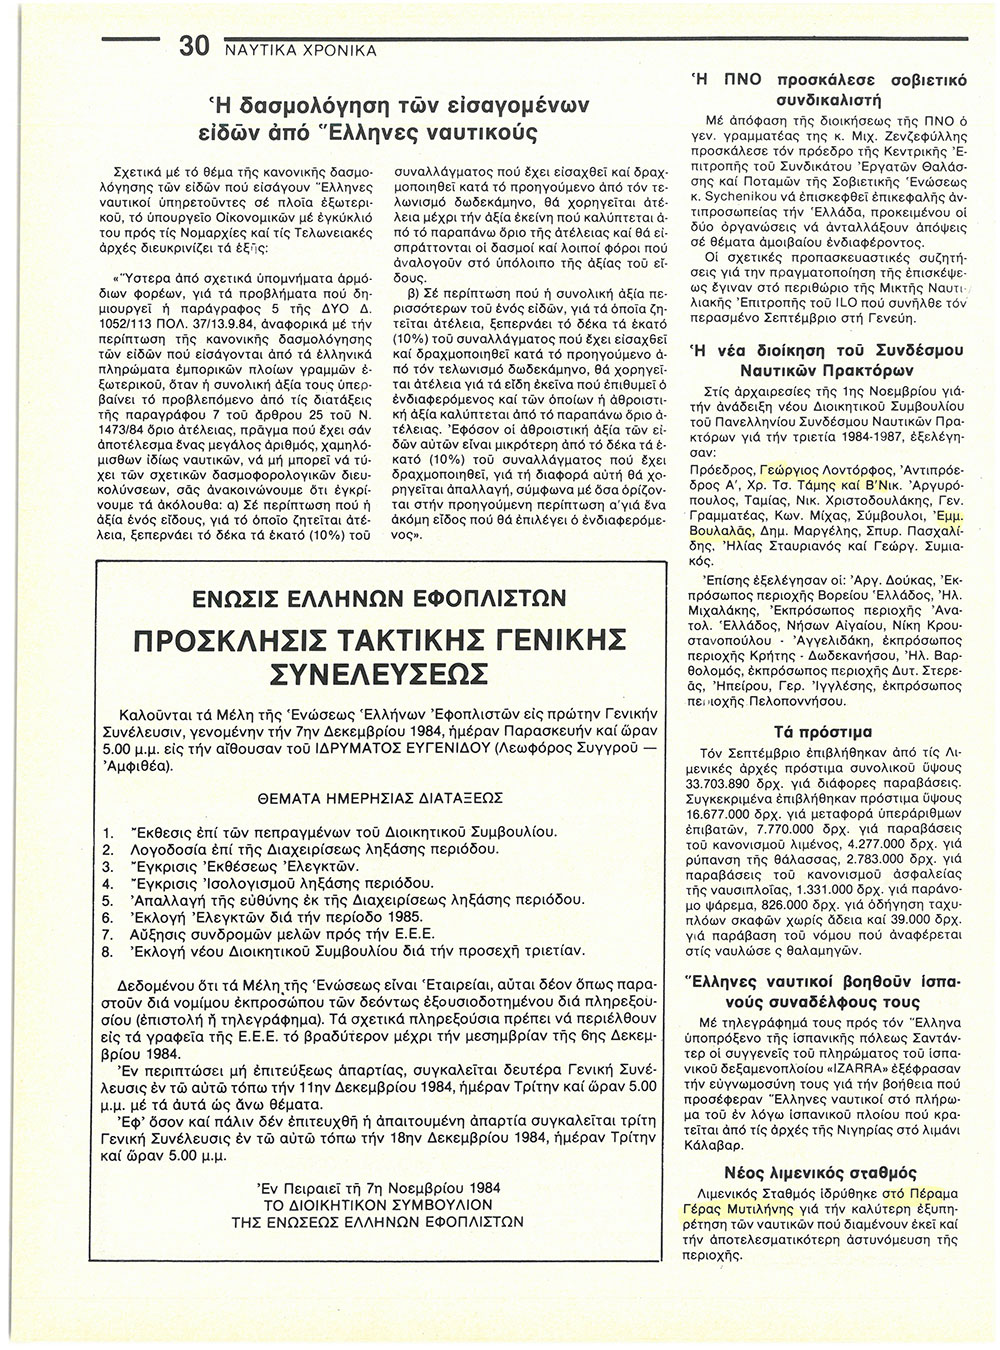 30 ΝΑΥΤΙΚΑ ΧΡΟΝΙΚΑ
Ἡ δασμολόγηση τῶν εἰσαγομένων
εἰδῶν ἀπό Ἕλληνες ναυτικούς
Σχετικά μέ τό θέμα τῆς κανονικῆς δασμο-
λόγησης τῶν εἰδῶν πού εἰσάγουν Ἕλληνες
ναυτικοί ὑπηρετοῦντες σέ πλοῖα ἐξωτερι-
κοῦ, τό ὑπουργεῖο Οἰκονομικῶν μέ ἐγκύκλιό
του πρός τίς Νομαρχίες καί τίς Τελωνειακές
ἀρχές διευκρινίζει τά ἑξῆς:
«Ὕστερα ἀπό σχετικά ὑπομνήματα ἁρμό-
διων φορέων, γιά τά προβλήματα πού δη-
μιουργεῖ ἡ παράγραφος 5 τῆς ΔΥΟ Δ.
1052/113 ΠΟΛ. 37/13.9.84, ἀναφορικά μέ τήν
περίπτωση τῆς κανονικῆς δασμολόγησης
τῶν εἰδῶν πού εἰσάγονται ἀπό τά ἑλληνικά
πληρώματα ἐμπορικῶν πλοίων γραμμῶν ἐ-
ξωτερικοῦ, ὅταν ἡ συνολική ἀξία τους ὑπερ-
βαίνει τό προβλεπόμενο ἀπό τίς διατάξεις
τῆς παραγράφου 7 τοῦ ἄρθρου 25 τοῦ Ν.
1473/84 ὅριο ἀτέλειας, πράγμα πού ἔχει σάν
ἀποτέλεσμα ἕνας μεγάλος ἀριθμός, χαμηλό-
μισθων ἰδίως ναυτικῶν, νά μή μπορεῖ νά τύ-
χει τῶν σχετικῶν δασμοφορολογικῶν διευ-
κολύνσεων, σᾶς ἀνακοινώνουμε ὅτι ἐγκρί-
νουμε τά ἀκόλουθα: α) Σέ περίπτωση πού ἡ
ἀξία ἑνός εἴδους, γιά τό ὁποῖο ζητεῖται ἀτέ-
λεια, ξεπερνάει τό δέκα τά ἑκατό (10%) τοῦ
συναλλάγματος πού ἔχει εἰσαχθεῖ καί δραχ-
μοποιηθεῖ κατά τό προηγούμενο ἀπό τόν τε-
λωνισμό δωδεκάμηνο, θά χορηγεῖται ἀτέ-
λεια μέχρι τήν ἀξία ἐκείνη πού καλύπτεται ἀ-
πό τό παραπάνω ὅριο τῆς ἀτέλειας καί θά εἰ-
σπράττονται οἱ δασμοί καί λοιποί φόροι πού
ἀναλογοῦν στό ὑπόλοιπο τῆς ἀξίας τοῦ εἴ-
δους.
β) Σέ περίπτωση πού ἡ συνολική ἀξία πε-
ρισσότερων τοῦ ἑνός εἰδῶν, γιά τά ὁποῖα ζη-
τεῖται ἀτέλεια, ξεπερνάει τό δέκα τά ἑκατό
(10%) τοῦ συναλλάγματος πού ἔχει εἰσαχθεῖ
καί δραχμοποιηθεῖ κατά τό προηγούμενο ἀ-
πό τόν τελωνισμό δωδεκάμηνο, θά χορηγεῖ-
ται ἀτέλεια γιά τά εἴδη ἐκεῖνα πού ἐπιθυμεῖ ὁ
ἐνδιαφερόμενος καί τῶν ὁποίων ἡ ἀθροιστι-
κή ἀξία καλύπτεται ἀπό τό παραπάνω ὅριο ἀ-
τέλειας. Ἐφόσον οἱ ἀθροιστική ἀξία τῶν εἰ-
δῶν αὐτῶν εἶναι μικρότερη ἀπό τό δέκα τά ἑ-
κατό (10%) τοῦ συναλλάγματος πού ἔχει
δραχμοποιηθεῖ, γιά τή διαφορά αὐτή θά χο-
ρηγεῖται ἀπαλλαγή, σύμφωνα μέ ὅσα ὁρίζον-
ται στήν προηγούμενη περίπτωση α'γιά ἕνα
ἀκόμη εἶδος πού θά ἐπιλέγει ὁ ἐνδιαφερόμε-
νος».
ΕΝΩΣΙΣ ΕΛΛΗΝΩΝ ΕΦΟΠΛΙΣΤΩΝ
ΠΡΟΣΚΛΗΣΙΣ ΤΑΚΤΙΚΗΣ ΓΕΝΙΚΗΣ
ΣΥΝΕΛΕΥΣΕΩΣ
Καλοῦνται τά Μέλη τῆς Ἑνώσεως Ἑλλήνων Ἐφοπλιστῶν εἰς πρώτην Γενικήν
Συνέλευσιν, γενομένην τήν 7ην Δεκεμβρίου 1984, ἡμέραν Παρασκευήν καί ὥραν
5.00 μ.μ. εἰς τήν αἴθουσαν τοῦ ΙΔΡΥΜΑΤΟΣ ΕΥΓΕΝΙΔΟΥ (Λεωφόρος Συγγροῦ —
Ἀμφιθέα).
ΘΕΜΑΤΑ ΗΜΕΡΗΣΙΑΣ ΔΙΑΤΑΞΕΩΣ
1. Ἔκθεσις ἐπί τῶν πεπραγμένων τοῦ Διοικητικοῦ Συμβουλίου.
2. Λογοδοσία ἐπί τῆς Διαχειρίσεως ληξάσης περιόδου.
3. Ἔγκρισις Ἐκθέσεως Ἐλεγκτῶν.
4. Ἔγκρισις Ἰσολογισμοῦ ληξάσης περιόδου.
5. Ἀπαλλαγή τῆς εὐθύνης ἐκ τῆς Διαχειρίσεως ληξάσης περιόδου.
6. Ἐκλογή Ἐλεγκτῶν διά τήν περίοδο 1985.
7. Αὔξησις συνδρομῶν μελῶν πρός τήν Ε.Ε.Ε.
8. Ἐκλογή νέου Διοικητικοῦ Συμβουλίου διά τήν προσεχῆ τριετίαν.
Δεδομένου ὅτι τά Μέλη τῆς Ἑνώσεως εἶναι Ἑταιρείαι, αὗται δέον ὅπως παρα-
στοῦν διά νομίμου ἐκπροσώπου τῶν δεόντως ἐξουσιοδοτημένου διά πληρεξου-
σίου (ἐπιστολή ἤ τηλεγράφημα). Τά σχετικά πληρεξούσια πρέπει νά περιέλθουν
εἰς τά γραφεῖα τῆς Ε.Ε.Ε. τό βραδύτερον μέχρι τήν μεσημβρίαν τῆς 6ης Δεκεμ-
βρίου 1984.
Ἐν περιπτώσει μή ἐπιτεύξεως ἀπαρτίας, συγκαλεῖται δευτέρα Γενική Συνέ-
λευσις ἐν τῶ αὐτῶ τόπω τήν 11ην Δεκεμβρίου 1984, ἡμέραν Τρίτην καί ὥραν 5.00
μ.μ. μέ τά ἀυτά ὡς ἄνω θέματα.
Ἐφ' ὅσον καί πάλιν δέν ἐπιτευχθῆ ἡ ἀπαιτουμένη ἀπαρτία συγκαλεῖται τρίτη
Γενική Συνέλευσις ἐν τῶ αὐτῶ τόπω τήν 18ην Δεκεμβρίου 1984, ἡμέραν Τρίτην
καί ὥραν 5.00 μ.μ.
Ἐν Πειραιεῖ τῆ 7η Νοεμβρίου 1984
ΤΟ ΔΙΟΙΚΗΤΙΚΟΝ ΣΥΜΒΟΥΛΙΟΝ
ΤΗΣ ΕΝΩΣΕΩΣ ΕΛΛΗΝΩΝ ΕΦΟΠΛΙΣΤΩΝ
Ἡ ΠΝΟ προσκάλεσε σοβιετικό
συνδικαλιστή
Μέ ἀπόφαση τῆς διοικήσεως τῆς ΠΝΟ ὁ
γεν. γραμματέας της κ. Μιχ. Ζενζεφύλλης
προσκάλεσε τόν πρόεδρο τῆς Κεντρικῆς Ἐ-
πιτροπῆς τοῦ Συνδικάτου Ἐργατῶν Θαλάσ-
σης καί Ποταμῶν τῆς Σοβιετικῆς Ἑνώσεως
κ. Sychenikou νά ἐπισκεφθεῖ ἐπικεφαλῆς ἀν-
τιπροσωπείας τήν Ἑλλάδα, προκειμένου οἱ
δύο ὀργανώσεις νά ἀνταλλάξουν ἀπόψεις
σέ θέματα ἀμοιβαίου ἐνδιαφέροντος.
Οἱ σχετικές προπασκευαστικές συζητή-
σεις γιά τήν πραγματοποίηση τῆς ἐπισκέψε-
ως ἔγιναν στό περιθώριο τῆς Μικτῆς Ναυτι-
λιακῆς Ἐπιτροπῆς τοῦ ILO πού συνῆλθε τόν
περασμένο Σεπτέμβριο στή Γενεύη.
Ἡ νέα διοίκηση τοῦ Συνδέσμου
Ναυτικῶν Πρακτόρων
Στίς ἀρχαιρεσίες τῆς 1ης Νοεμβρίου γιά-
τήν ἀνάδειξη νέου Διοικητικοῦ Συμβουλίου
τοῦ Πανελληνίου Συνδέσμου Ναυτικῶν Πρα-
κτόρων γιά τήν τριετία 1984-1987, ἐξελέγη-
σαν:
Πρόεδρος, Γεώργιος Λοντόρφος, Ἀντιπρόε-
δρος Α', Χρ. Τσ. Τάμης καί Β'Νικ. Ἀργυρό-
πουλος, Ταμίας, Νικ. Χριστοδουλάκης, Γεν.
Γραμματέας, Κων. Μίχας, Σύμβουλοι, Ἐμμ.
Βουλαλᾶς, Δημ. Μαργέλης, Σπυρ. Πασχαλί-
δης, Ἠλίας Σταυριανός καί Γεώργ. Συμια-
κός.
Ἐπίσης ἐξελέγησαν οἱ: Ἀργ. Δούκας, Ἐκ-
πρόσωπος περιοχῆς Βορείου Ἑλλάδος, Ἠλ.
Μιχαλάκης, Ἐκπρόσωπος περιοχῆς Ἀνα-
τολ. Ἑλλάδος, Νήσων Αἰγαίου, Νίκη Κρου-
στανοπούλου - Ἀγγελιδάκη, ἐκπρόσωπος
περιοχῆς Κρήτης - Δωδεκανήσου, Ἠλ. Βαρ-
θολομός, ἐκπρόσωπος περιοχῆς Δυτ. Στερε-
ᾶς, Ἠπείρου, Γερ. Ἰγγλέσης, ἐκπρόσωπος
περιοχῆς Πελοποννήσου.
Τά πρόστιμα
Τόν Σεπτέμβριο ἐπιβλήθηκαν ἀπό τίς Λι-
μενικές ἀρχές πρόστιμα συνολικοῦ ὕψους
33.703.890 δρχ. γιά διάφορες παραβάσεις.
Συγκεκριμένα ἐπιβλήθηκαν πρόστιμα ὕψους
16.677.000 δρχ. γιά μεταφορά ὑπεράριθμων
ἐπιβατῶν, 7.770.000 δρχ. γιά παραβάσεις
τοῦ κανονισμοῦ λιμένος, 4.277.000 δρχ. γιά
ρύπανση τῆς θάλασσας, 2.783.000 δρχ. γιά
παραβάσεις τοῦ κανονισμοῦ ἀσφαλείας
τῆς ναυσιπλοΐας, 1.331.000 δρχ. γιά παράνο-
μο ψάρεμα, 826.000 δρχ. γιά ὁδήγηση ταχυ-
πλόων σκαφῶν χωρίς ἄδεια καί 39.000 δρχ.
γιά παράβαση τοῦ νόμου πού ἀναφέρεται
στίς ναυλώσε ς θαλαμηγῶν.
Ἕλληνες ναυτικοί βοηθοῦν ἱσπα-
νούς συναδέλφους τους
Μέ τηλεγράφημά τους πρός τόν Ἕλληνα
ὑποπρόξενο τῆς ἱσπανικῆς πόλεως Σαντάν-
τερ οἱ συγγενεῖς τοῦ πληρώματος τοῦ ἱσπα-
νικοῦ δεξαμενοπλοίου «IZARRA» ἐξέφρασαν
τήν εὐγνωμοσύνη τους γιά τήν βοήθεια πού
προσέφεραν Ἕλληνες ναυτικοί στό πλήρω-
μα τοῦ ἐν λόγω ἱσπανικοῦ πλοίου πού κρα-
τεῖται ἀπό τίς ἀρχές τῆς Νιγηρίας στό λιμάνι
Κάλαβαρ.
Νέος λιμενικός σταθμός
Λιμενικός Σταθμός ἱδρύθηκε στό Πέραμα
Γέρας Μυτιλήνης γιά τήν καλύτερη ἐξυπη-
ρέτηση τῶν ναυτικῶν πού διαμένουν ἐκεῖ καί
τήν ἀποτελεσματικότερη ἀστυνόμευση τῆς
περιοχῆς.